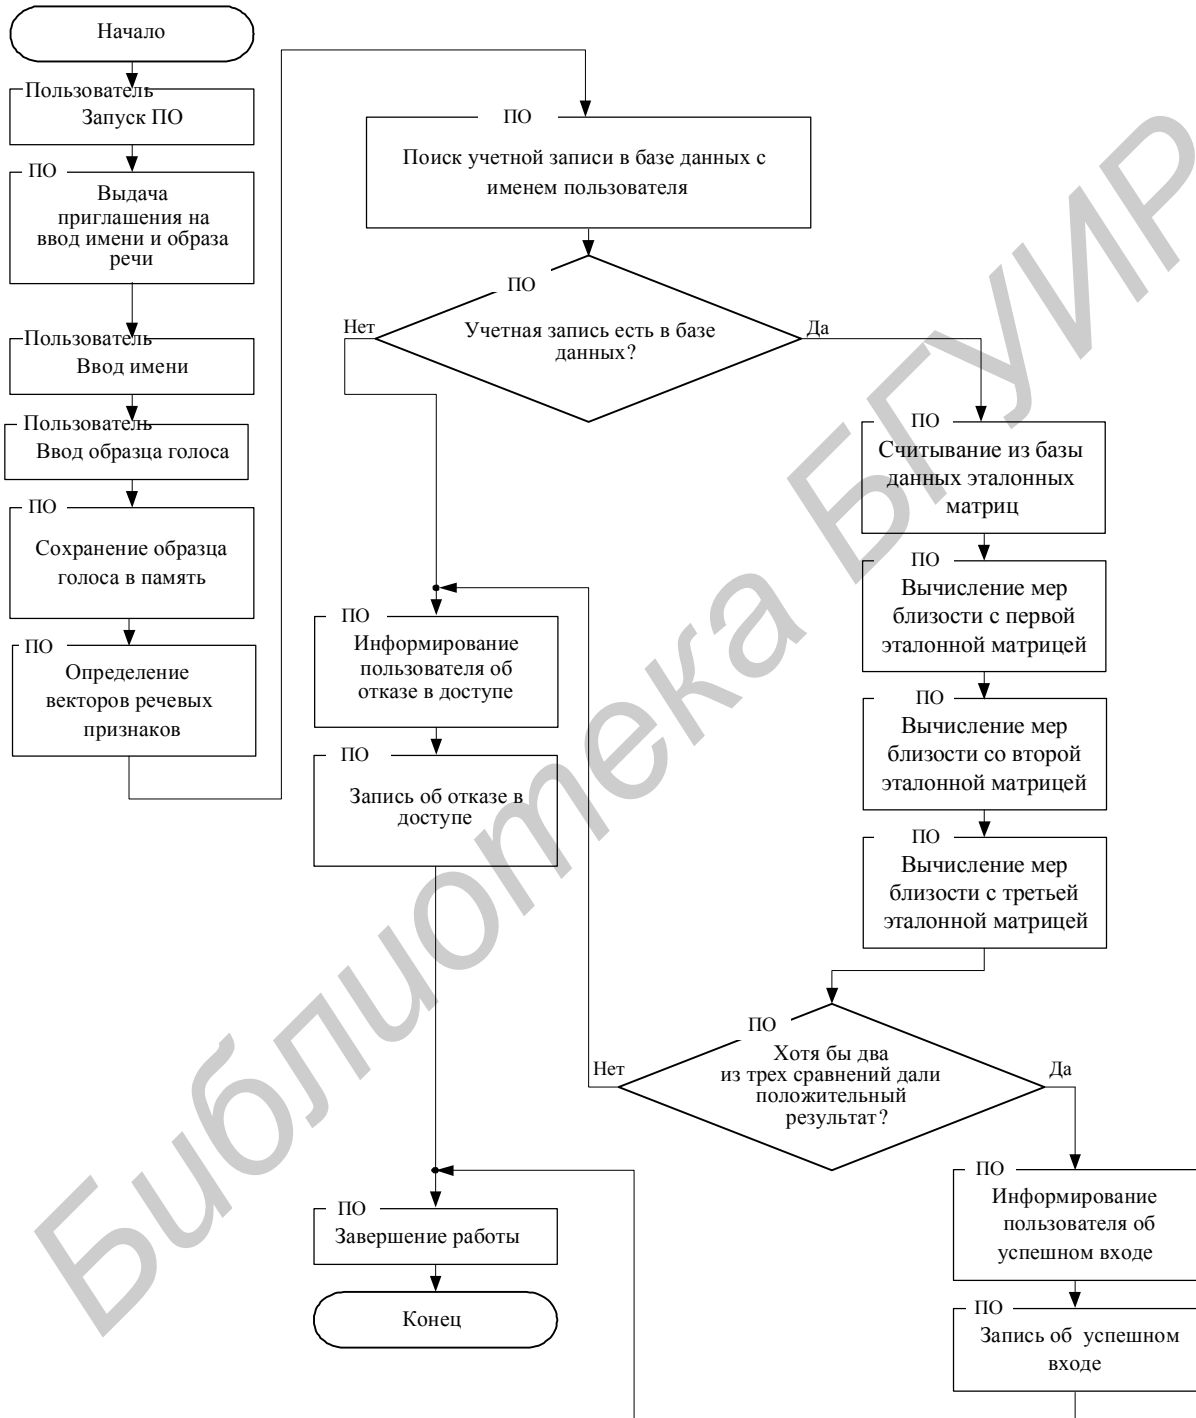 Начало
Пользователь
Запуск ПО
ПО
Выдача
приглашения на
ввод имени и образа
речи
Пользователь
Ввод имени
Пользователь
Ввод образца голоса
ПО
Сохранение образца
голоса в память
ПО
Определение
векторов речевых
признаков
ПО
Поиск учетной записи в базе данных с
именем пользователя
ПО
Учетная запись есть в базе
данных?
Нет
Да
ПО
Считывание из базы
данных эталонных
матриц
ПО
Вычисление мер
близости с первой
эталонной матрицей
ПО
Вычисление мер
близости со второй
эталонной матрицей
ПО
Вычисление мер
близости с третьей
эталонной матрицей
ПО
Хотя бы два
из трех сравнений дали
положительный
результат?
Нет
Да
ПО
Информирование
пользователя об
отказе в доступе
ПО
Запись об отказе в
доступе
ПО
Информирование
пользователя об
успешном входе
ПО
Запись об успешном
входе
ПО
Завершение работы
Конец
Библиотека БГУИР